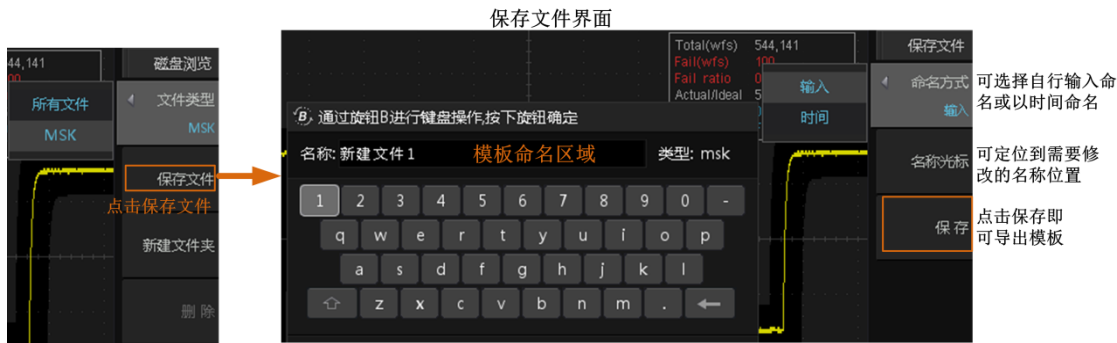 保存文件界面
44,141
00
磁盘浏览
所有文件
MSK
文件类型
MSK
保存文件
点击保存文件
新建文件夹
删 除
Total(wfs) 544,141
Fail(wfs) 100
Fail ratio 0
Actual/Ideal 5
输入
时间
保存文件
命名方式
输入
可选择自行输入命
名或以时间命名
名称光标
可定位到需要修
改的名称位置
保 存
点击保存即
可导出模板
B 通过旋钮B进行键盘操作,按下旋钮确定
名称: 新建文件1 模板命名区域 类型: msk
1 2 3 4 5 6 7 8 9 0 -
q w e r t y u i o p
a s d f g h j k l
z x c v b n m .